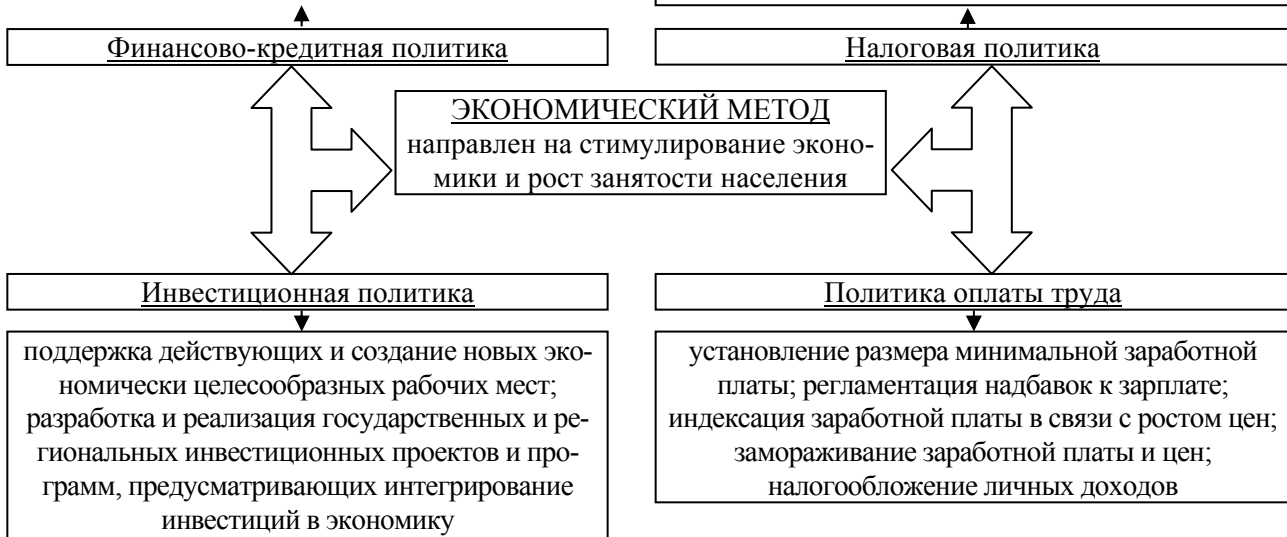 Финансово-кредитная политика
Налоговая политика
ЭКОНОМИЧЕСКИЙ МЕТОД
направлен на стимулирование эконо-
мики и рост занятости населения
Инвестиционная политика
Политика оплаты труда
поддержка действующих и создание новых эко-
номически целесообразных рабочих мест;
разработка и реализация государственных и ре-
гиональных инвестиционных проектов и про-
грамм, предусматривающих интегрирование
инвестиций в экономику
установление размера минимальной заработной
платы; регламентация надбавок к зарплате;
индексация заработной платы в связи с ростом цен;
замораживание заработной платы и цен;
налогообложение личных доходов